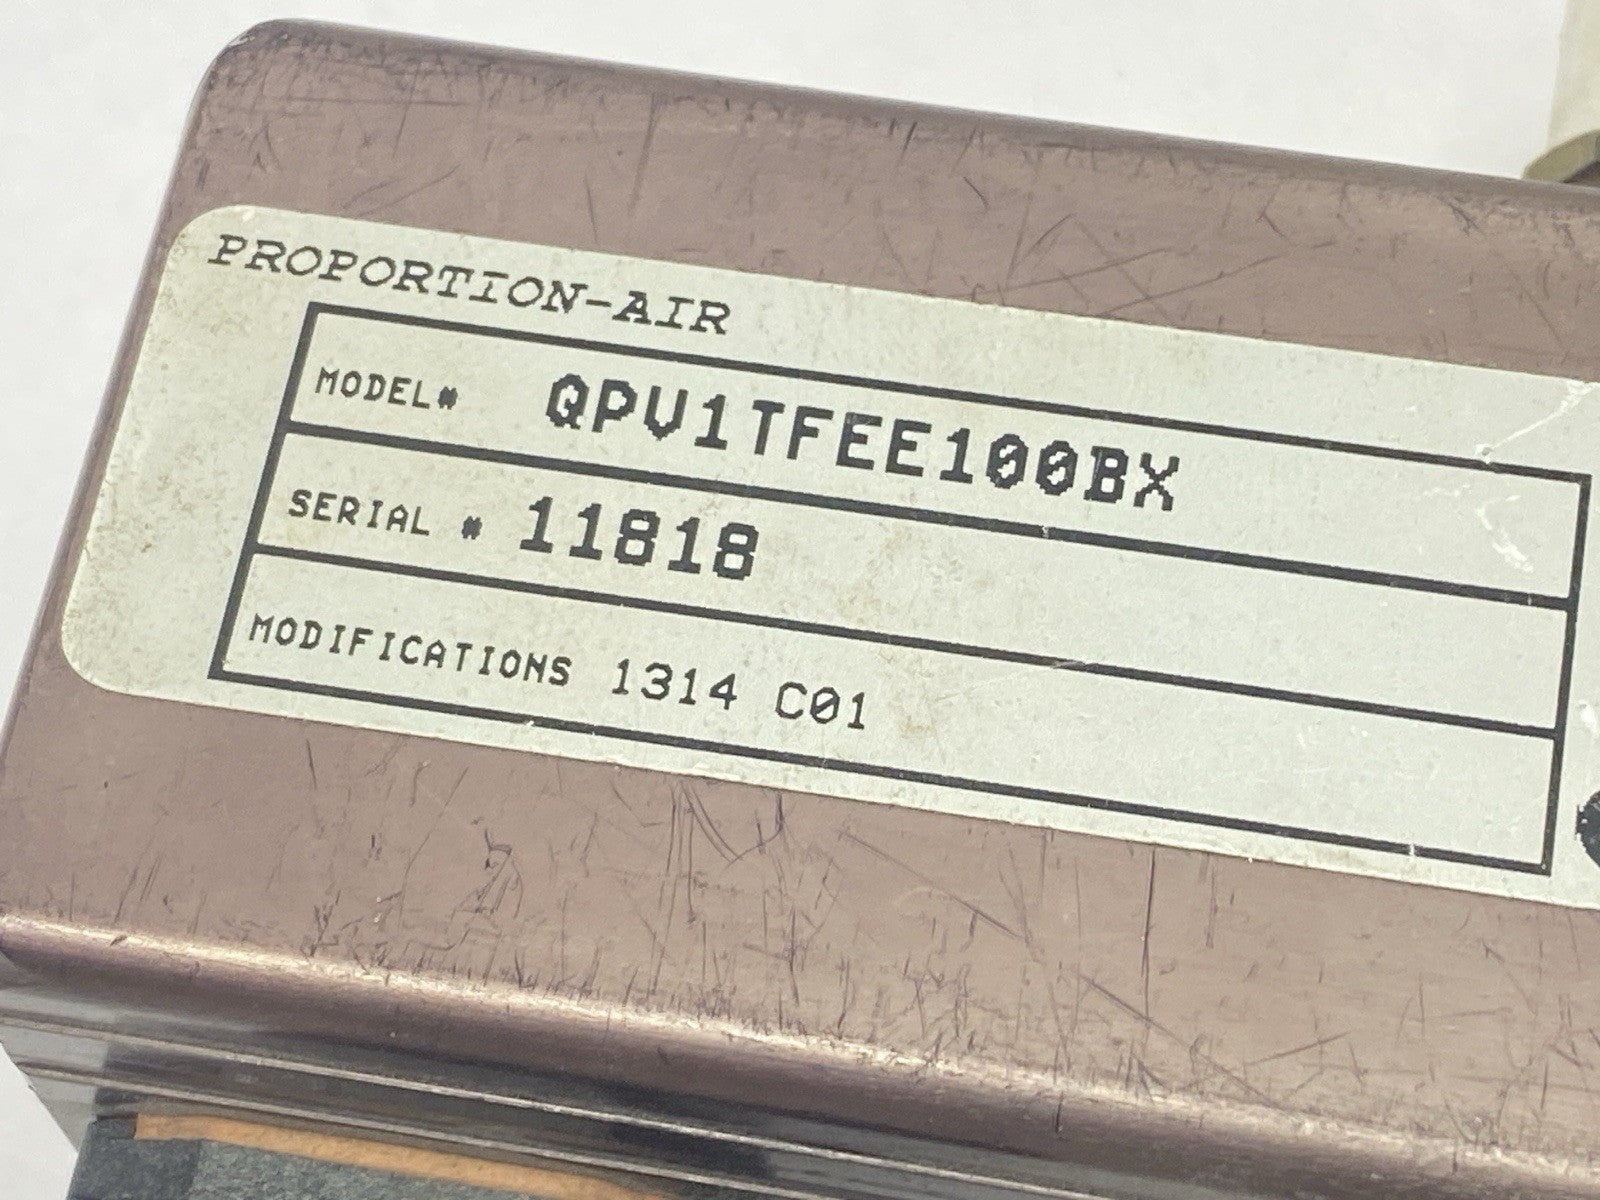 PROPORTION-AIR
MODEL# QPV1TFEE100BX
SERIAL # 11818
MODIFICATIONS 1314 C01